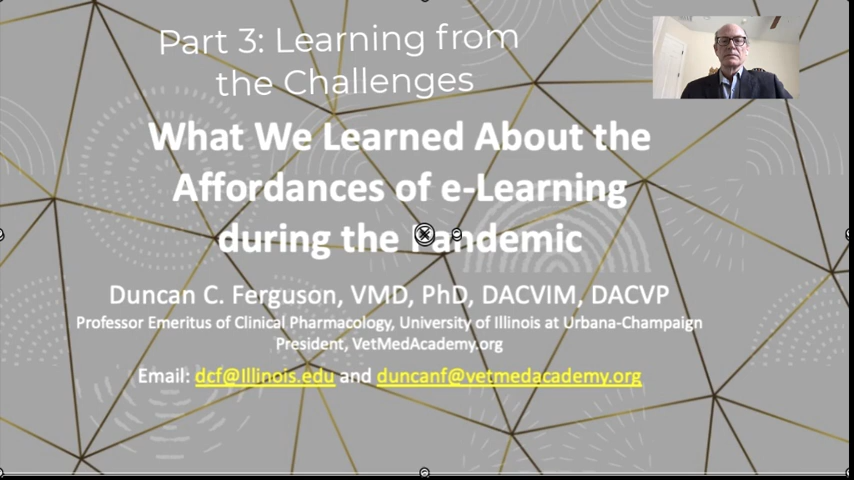 Part 3: Learning from
the Challenges
What We Learned About the
Affordances of e-Learning
during the Pandemic
Duncan C. Ferguson, VMD, PhD, DACVIM, DACVP
Professor Emeritus of Clinical Pharmacology, University of Illinois at Urbana-Champaign
President, VetMedAcademy.org
Email: dcf@Illinois.edu and duncanf@vetmedacademy.org